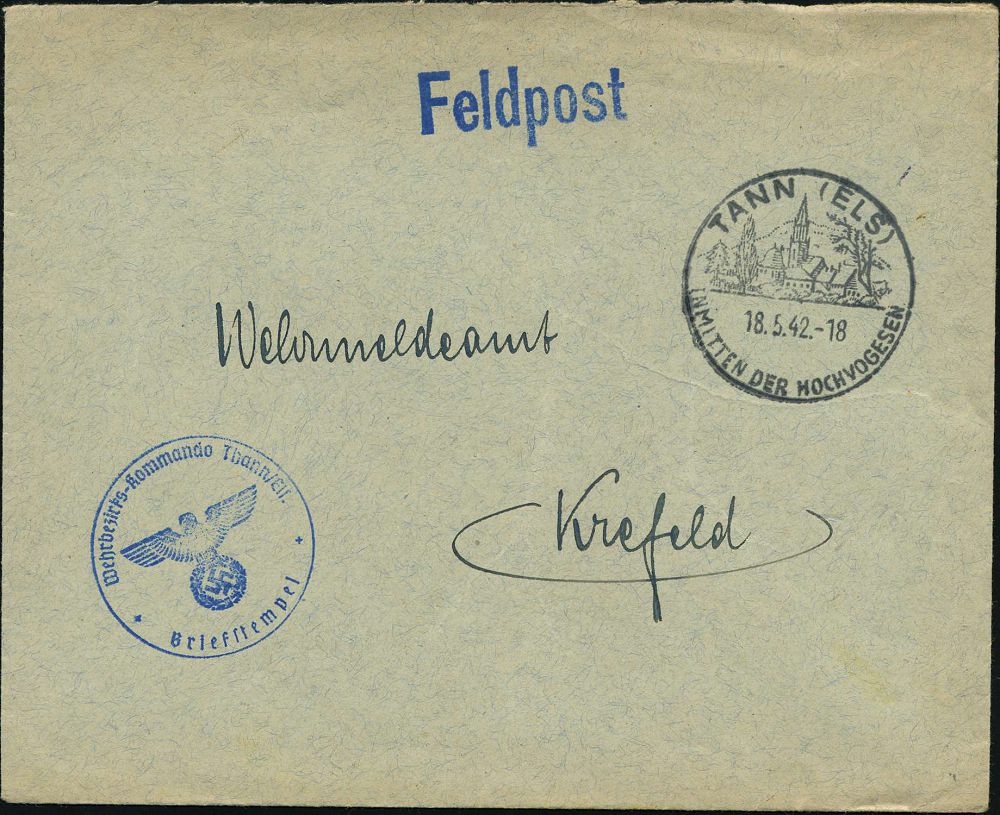 Feldpost
TANN (ELS)
18.5.42.-18
INMITTEN DER HOCHVOGESEN
Wehrmeldeamt
Krefeld
Wehrbezirks-Kommando Thann/Els.
Briefstempel